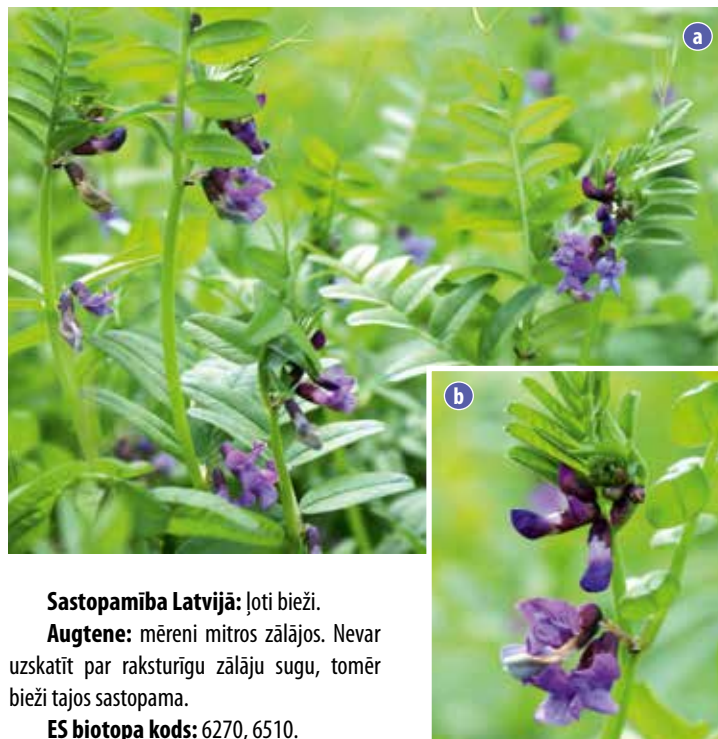 a
b
Sastopamība Latvijā: ļoti bieži.
Augtene: mēreni mitros zālājos. Nevar
uzskatīt par raksturīgu zālāju sugu, tomēr
bieži tajos sastopama.
ES biotopa kods: 6270, 6510.